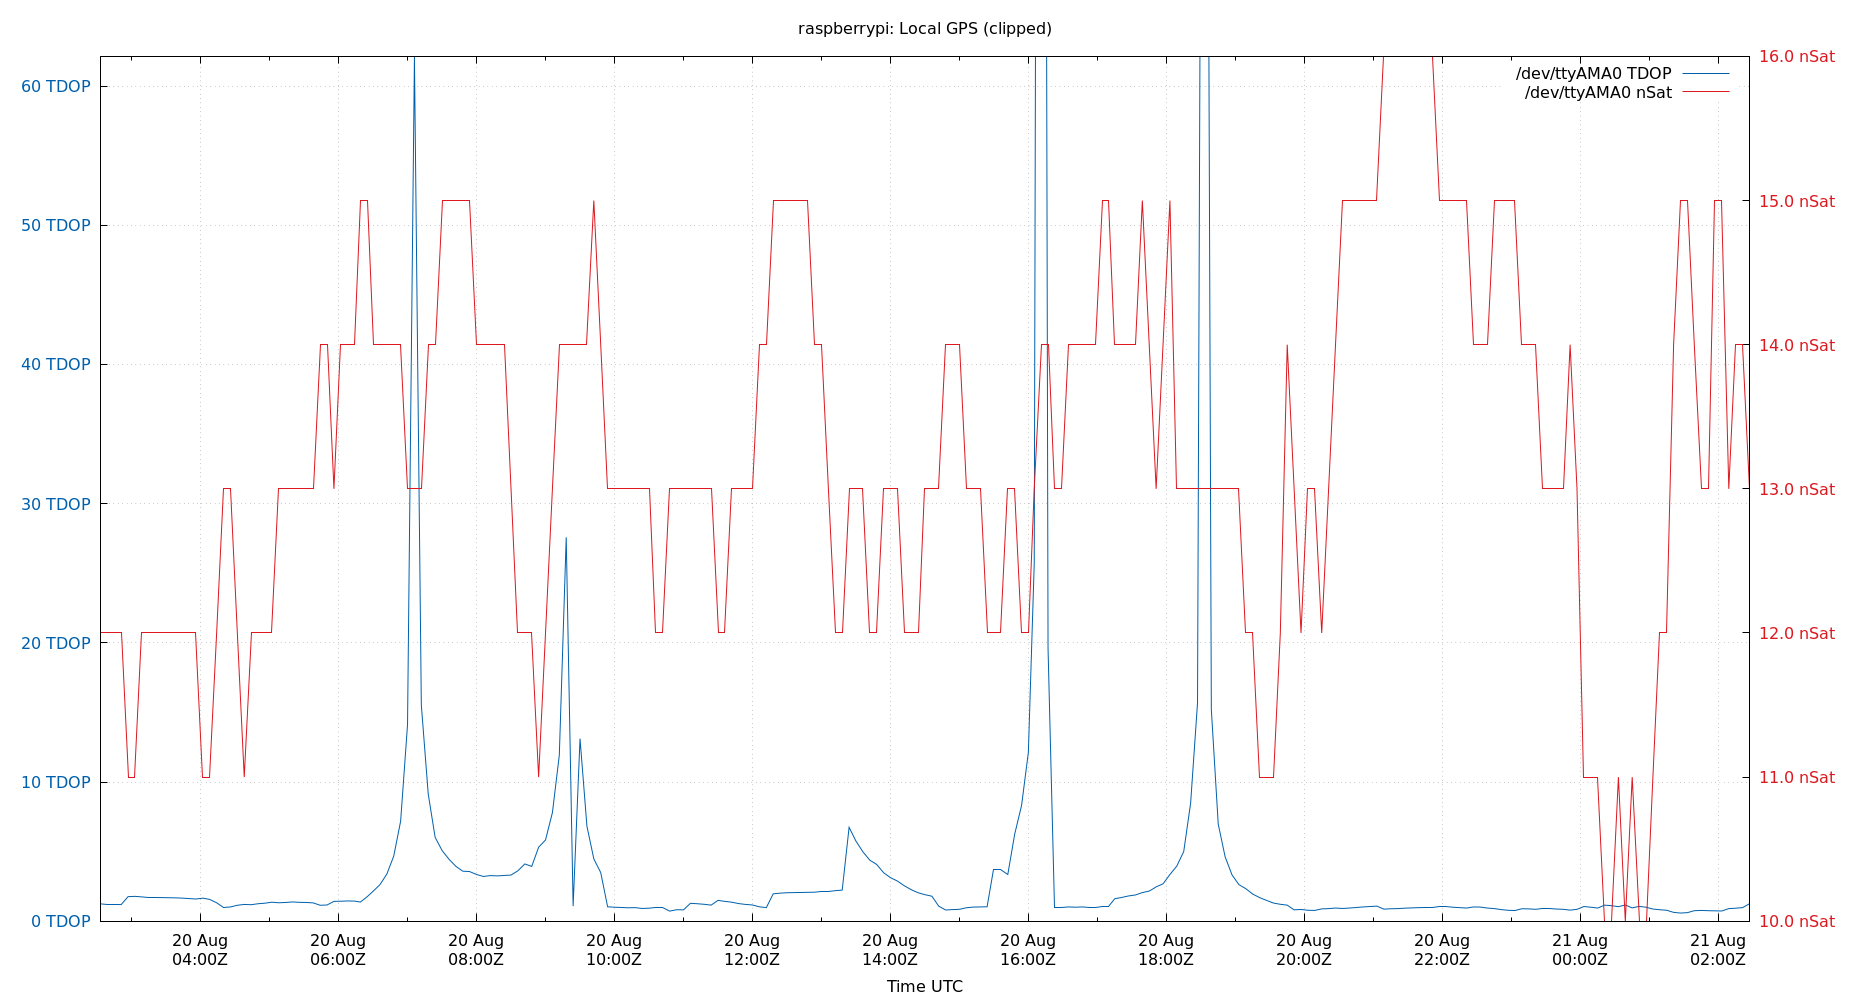 raspberrypi: Local GPS (clipped)
/dev/ttyAMA0 TDOP
/dev/ttyAMA0 nSat
60 TDOP
50 TDOP
40 TDOP
30 TDOP
20 TDOP
10 TDOP
0 TDOP
16.0 nSat
15.0 nSat
14.0 nSat
13.0 nSat
12.0 nSat
11.0 nSat
10.0 nSat
20 Aug
04:00Z
20 Aug
06:00Z
20 Aug
08:00Z
20 Aug
10:00Z
20 Aug
12:00Z
20 Aug
14:00Z
20 Aug
16:00Z
20 Aug
18:00Z
20 Aug
20:00Z
20 Aug
22:00Z
21 Aug
00:00Z
21 Aug
02:00Z
Time UTC